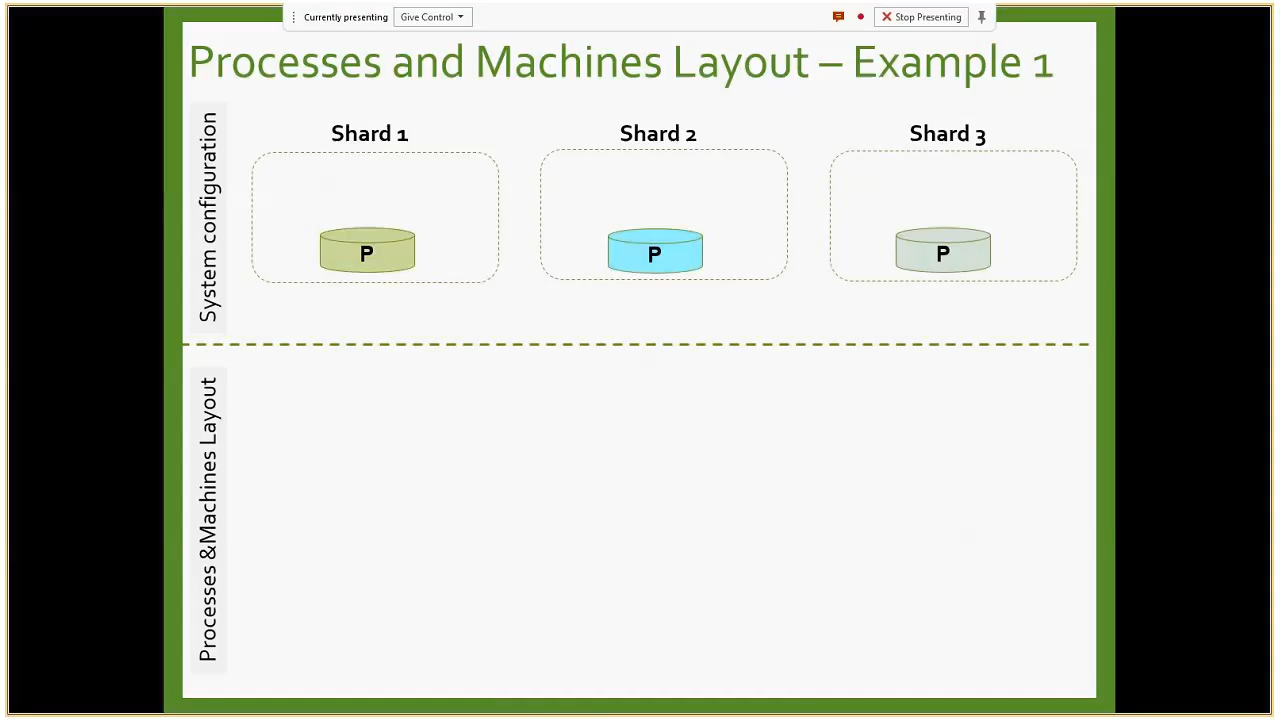 Currently presenting
Give Control
Stop Presenting
Processes and Machines Layout – Example 1
System configuration
Shard 1
Shard 2
Shard 3
P
P
P
Processes &Machines Layout